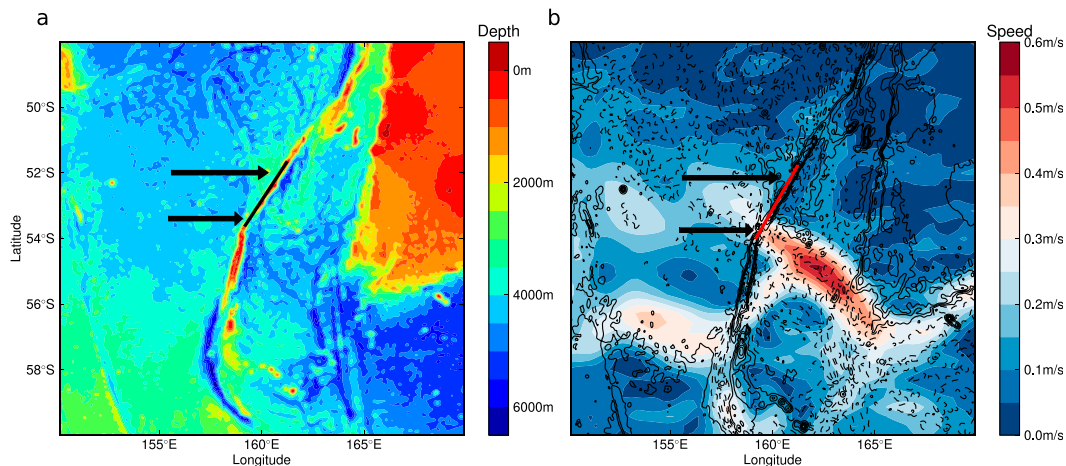 a
Depth
0m
2000m
4000m
6000m
50°S
52°S
54°S
56°S
58°S
Latitude
155°E
160°E
165°E
Longitude
b
Speed
0.6m/s
0.5m/s
0.4m/s
0.3m/s
0.2m/s
0.1m/s
0.0m/s
155°E
160°E
165°E
Longitude